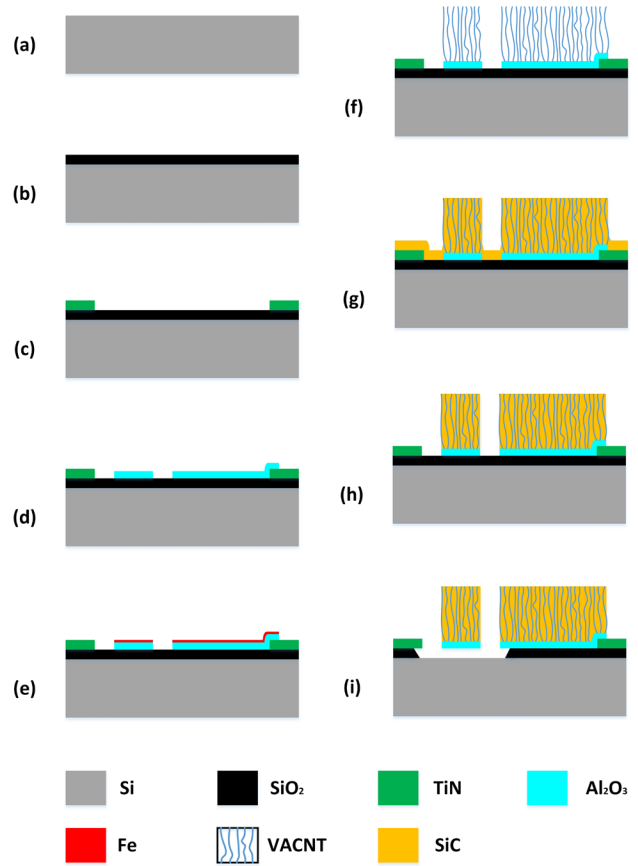 (a)
(b)
(c)
(d)
(e)
(f)
(g)
(h)
(i)
Si
SiO₂
TiN
Al₂O₃
Fe
VACNT
SiC